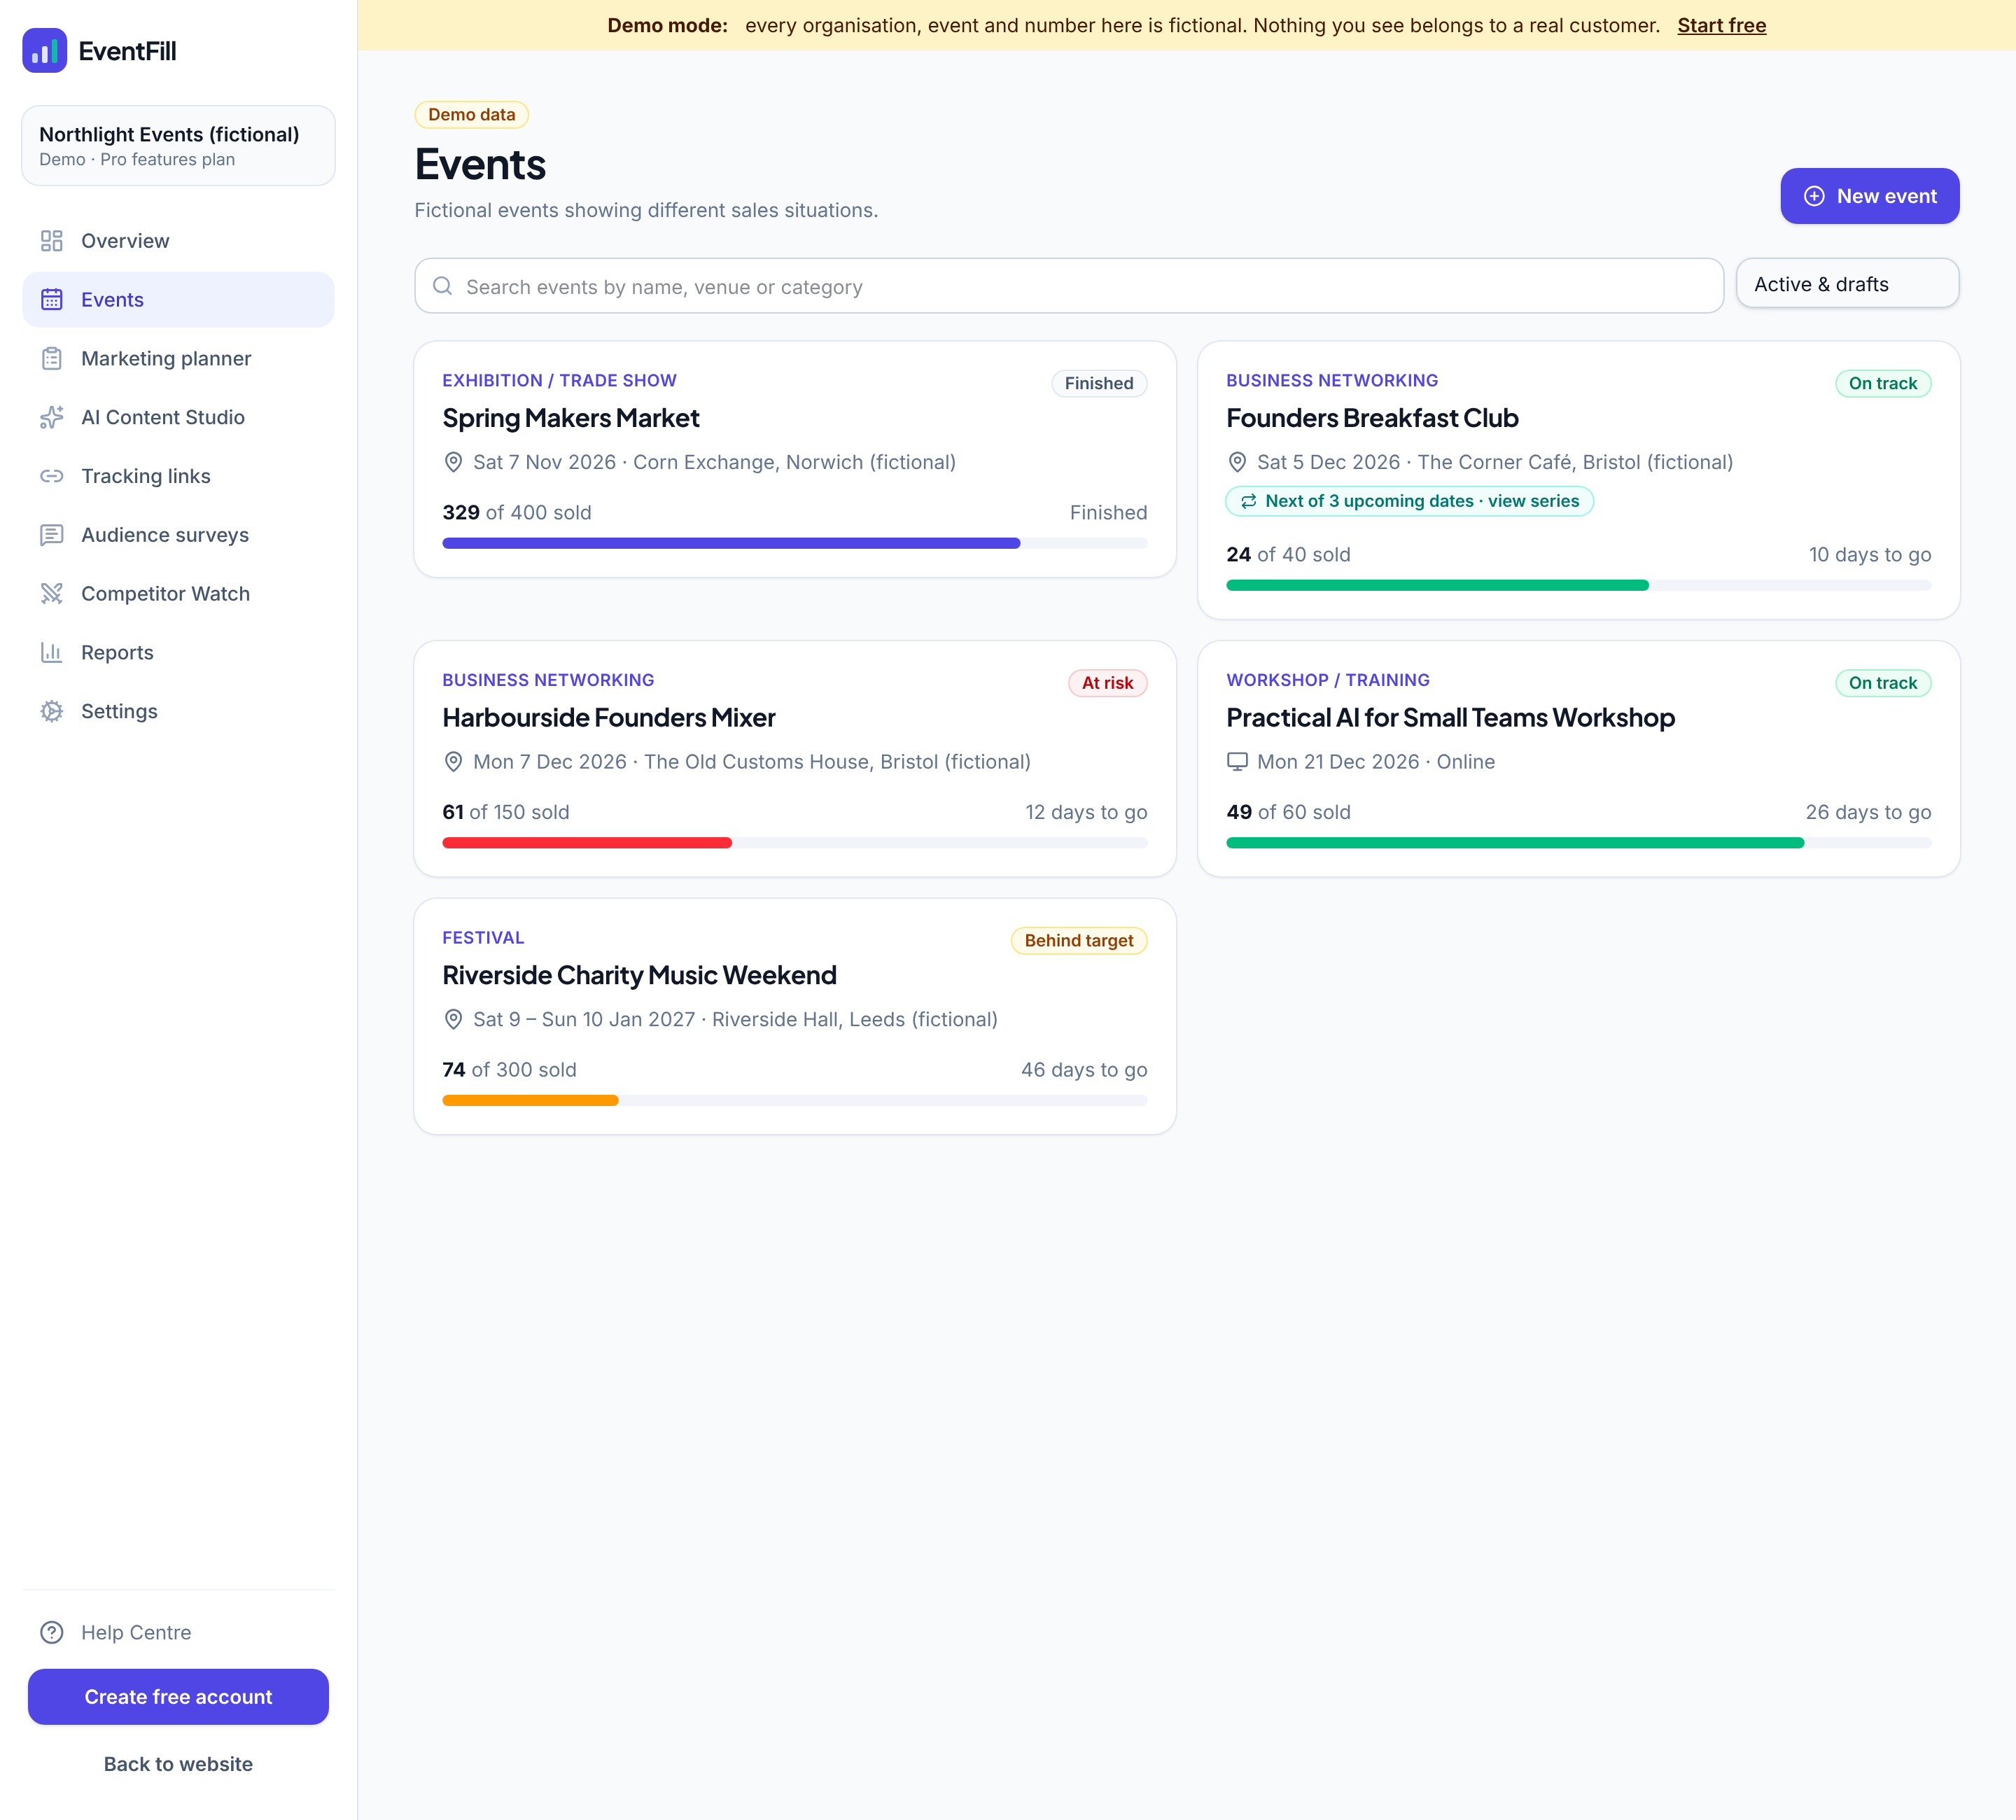 EventFill
Northlight Events (fictional)
Demo · Pro features plan
Overview
Events
Marketing planner
AI Content Studio
Tracking links
Audience surveys
Competitor Watch
Reports
Settings
Help Centre
Create free account
Back to website
Demo mode: every organisation, event and number here is fictional. Nothing you see belongs to a real customer. Start free
Demo data
Events
Fictional events showing different sales situations.
New event
Search events by name, venue or category
Active & drafts
EXHIBITION / TRADE SHOW
Finished
Spring Makers Market
Sat 7 Nov 2026 · Corn Exchange, Norwich (fictional)
329 of 400 sold
Finished
BUSINESS NETWORKING
On track
Founders Breakfast Club
Sat 5 Dec 2026 · The Corner Café, Bristol (fictional)
Next of 3 upcoming dates · view series
24 of 40 sold
10 days to go
BUSINESS NETWORKING
At risk
Harbourside Founders Mixer
Mon 7 Dec 2026 · The Old Customs House, Bristol (fictional)
61 of 150 sold
12 days to go
WORKSHOP / TRAINING
On track
Practical AI for Small Teams Workshop
Mon 21 Dec 2026 · Online
49 of 60 sold
26 days to go
FESTIVAL
Behind target
Riverside Charity Music Weekend
Sat 9 – Sun 10 Jan 2027 · Riverside Hall, Leeds (fictional)
74 of 300 sold
46 days to go